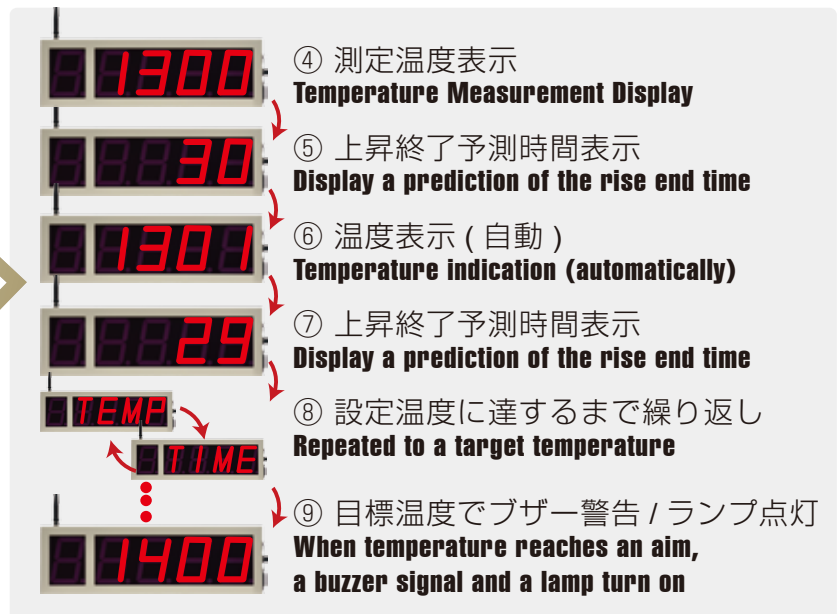 1300
④ 測定温度表示
Temperature Measurement Display
30
⑤ 上昇終了予測時間表示
Display a prediction of the rise end time
1301
⑥ 温度表示 ( 自動 )
Temperature indication (automatically)
29
⑦ 上昇終了予測時間表示
Display a prediction of the rise end time
TEMP
TIME
⑧ 設定温度に達するまで繰り返し
Repeated to a target temperature
1400
⑨ 目標温度でブザー警告 / ランプ点灯
When temperature reaches an aim,
a buzzer signal and a lamp turn on